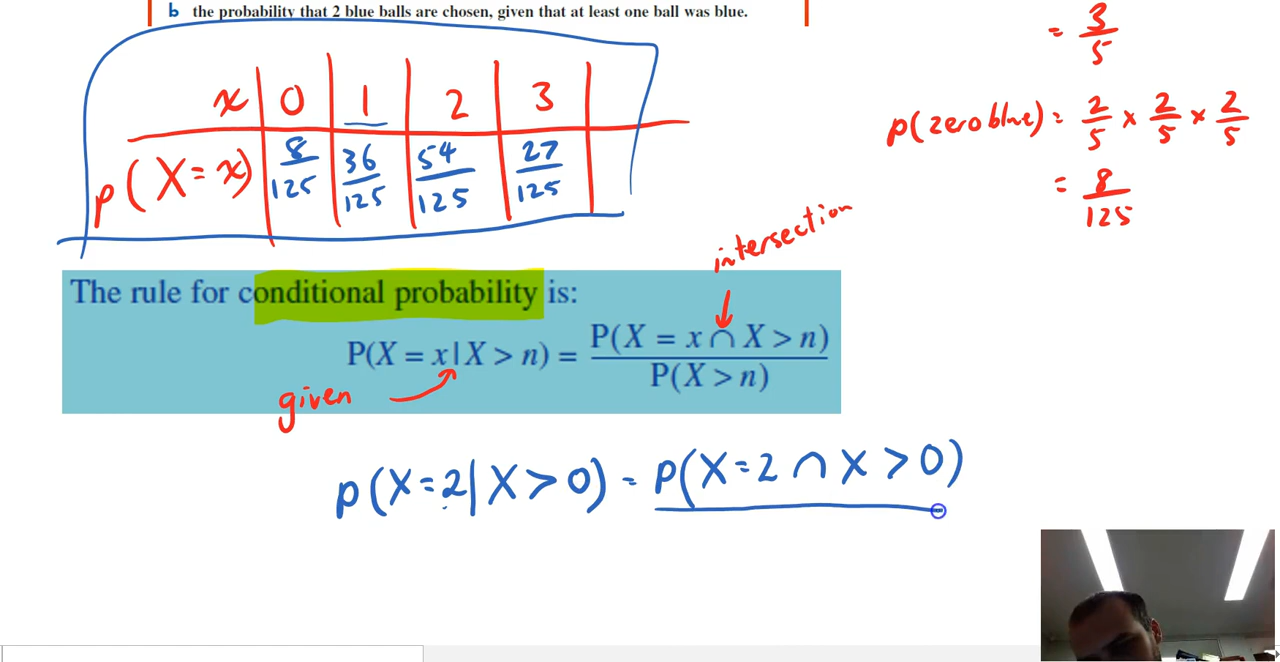 b the probability that 2 blue balls are chosen, given that at least one ball was blue.
x 0 1 2 3
p(X=x) 8/125 36/125 54/125 27/125
= 3/5
p(zero blue) = 2/5 × 2/5 × 2/5
= 8/125
intersection
The rule for conditional probability is:
P(X = x | X > n) = P(X = x ∩ X > n) / P(X > n)
given
p(X=2|X>0) = p(X=2 ∩ X>0)